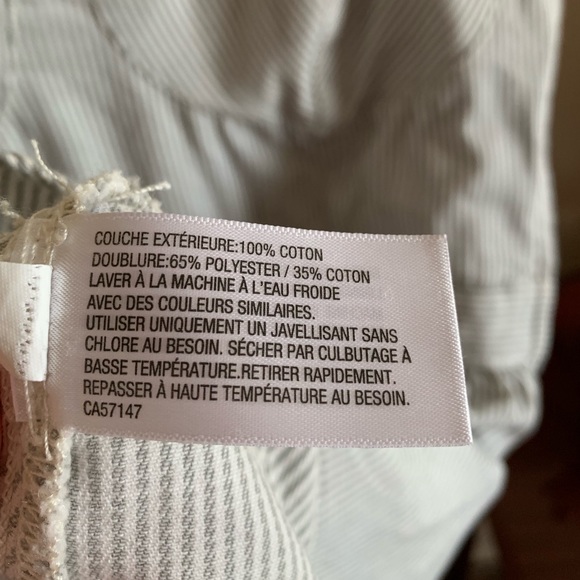 COUCHE EXTÉRIEURE:100% COTON
DOUBLURE:65% POLYESTER / 35% COTON
LAVER À LA MACHINE À L'EAU FROIDE
AVEC DES COULEURS SIMILAIRES.
UTILISER UNIQUEMENT UN JAVELLISANT SANS
CHLORE AU BESOIN. SÉCHER PAR CULBUTAGE À
BASSE TEMPÉRATURE.RETIRER RAPIDEMENT.
REPASSER À HAUTE TEMPÉRATURE AU BESOIN.
CA57147